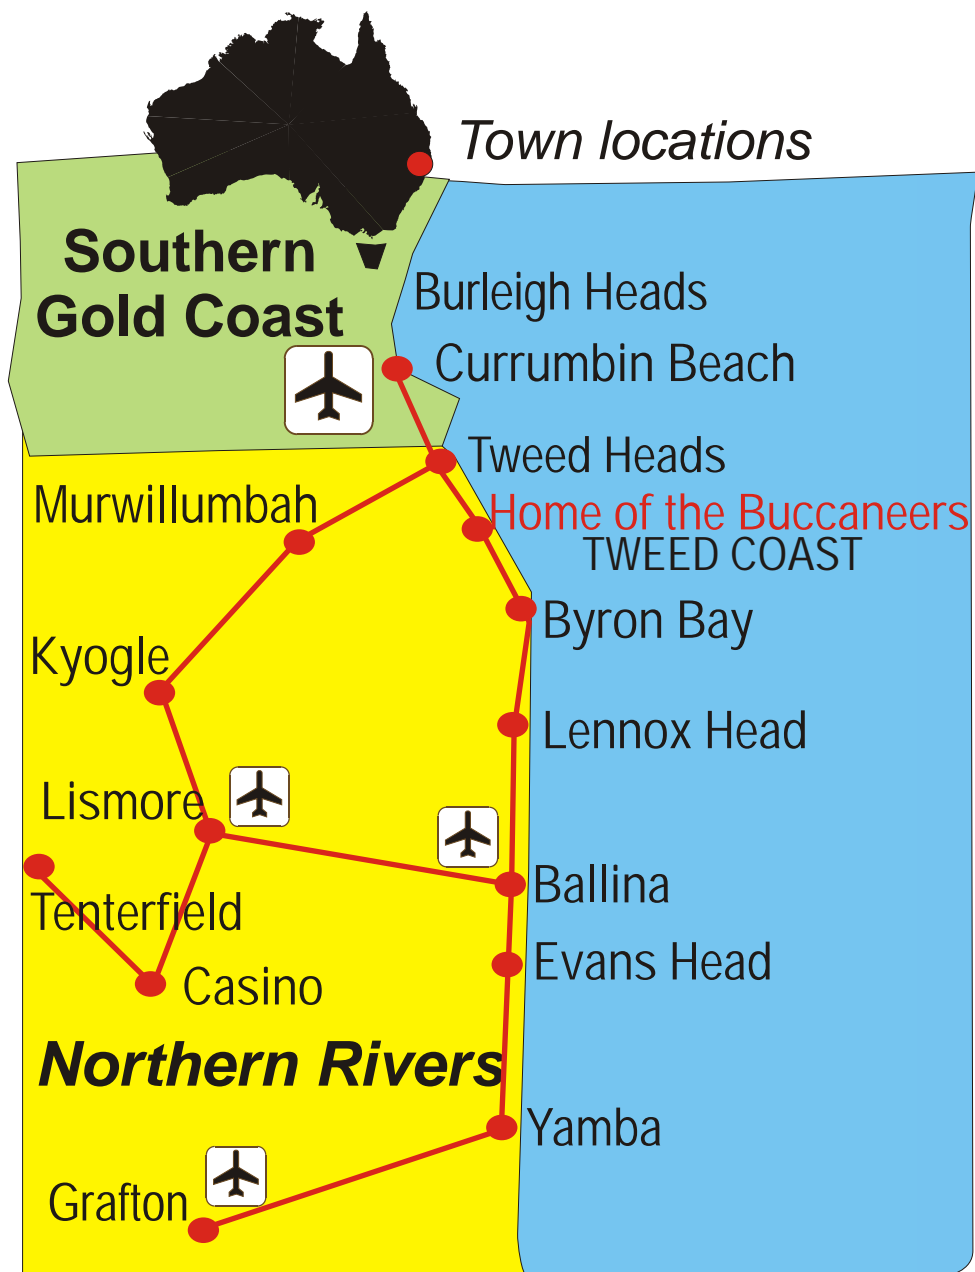 Town locations
Southern
Gold Coast
Burleigh Heads
Currumbin Beach
Tweed Heads
Murwillumbah
Home of the Buccaneers
TWEED COAST
Byron Bay
Kyogle
Lennox Head
Lismore
Ballina
Tenterfield
Evans Head
Casino
Northern Rivers
Yamba
Grafton